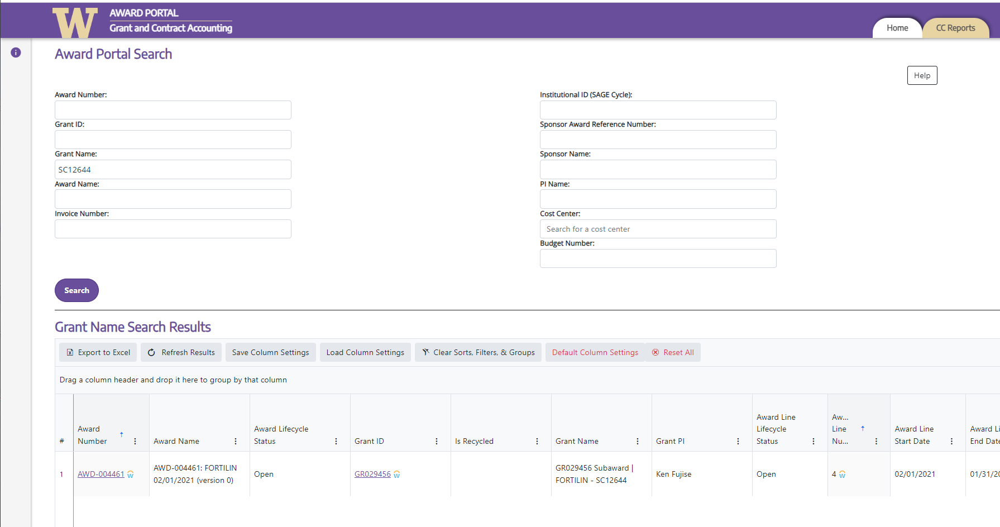 W
AWARD PORTAL
Grant and Contract Accounting
Home
CC Reports
Award Portal Search
Help
Award Number:
Institutional ID (SAGE Cycle):
Grant ID:
Sponsor Award Reference Number:
Grant Name:
SC12644
Sponsor Name:
Award Name:
PI Name:
Invoice Number:
Cost Center:
Search for a cost center
Budget Number:
Search
Grant Name Search Results
Export to Excel
Refresh Results
Save Column Settings
Load Column Settings
Clear Sorts, Filters, & Groups
Default Column Settings
Reset All
Drag a column header and drop it here to group by that column
#
Award
Number
Award Name
Award Lifecycle
Status
Grant ID
Is Recycled
Grant Name
Grant PI
Award Line
Lifecycle
Status
Aw...
Line
Nu...
Award Line
Start Date
Award Li
End Date
1
AWD-004461
AWD-004461: FORTILIN
02/01/2021 (version 0)
Open
GR029456
GR029456 Subaward |
FORTILIN - SC12644
Ken Fujise
Open
4
02/01/2021
01/31/20